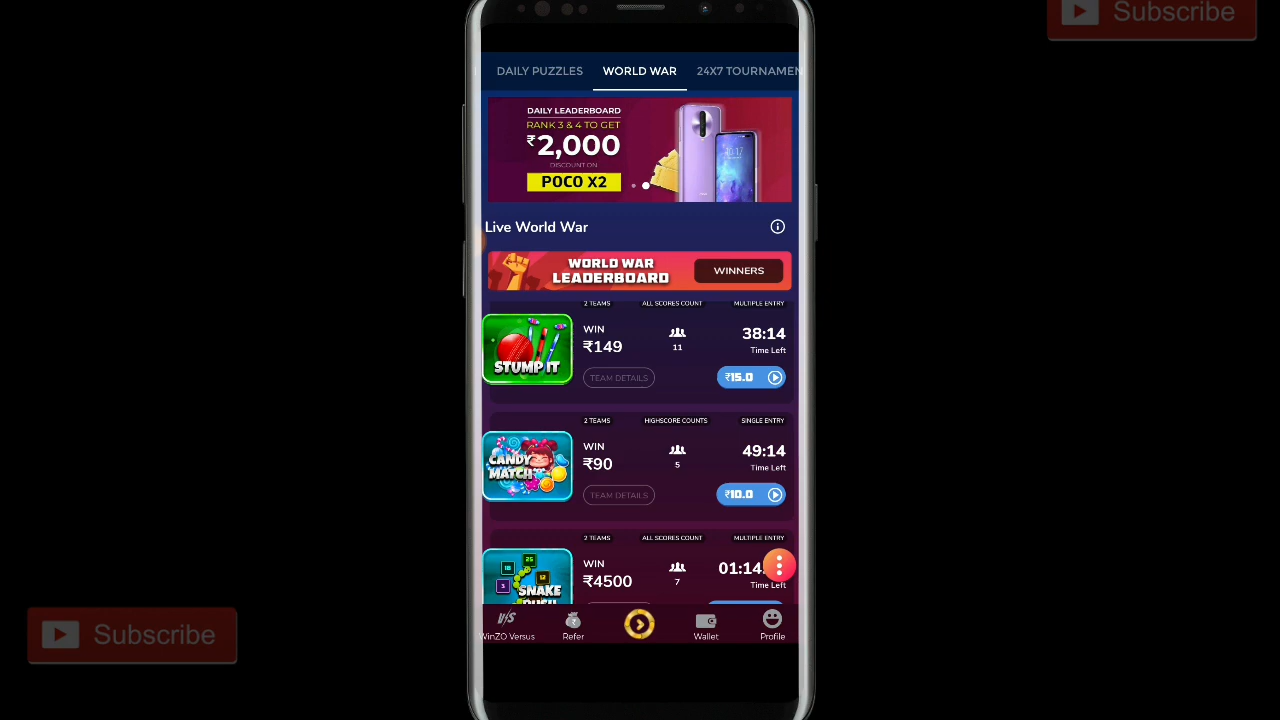 Subscribe
DAILY PUZZLES WORLD WAR 24X7 TOURNAMEN
DAILY LEADERBOARD
RANK 3 & 4 TO GET
₹2,000
DISCOUNT ON
POCO X2
Live World War
WORLD WAR
LEADERBOARD
WINNERS
2 TEAMS ALL SCORES COUNT MULTIPLE ENTRY
STUMP IT
WIN
₹149
11
38:14
Time Left
TEAM DETAILS
₹15.0
2 TEAMS HIGHSCORE COUNTS SINGLE ENTRY
CANDY
MATCH
WIN
₹90
5
49:14
Time Left
TEAM DETAILS
₹10.0
2 TEAMS ALL SCORES COUNT MULTIPLE ENTRY
SNAKE
WIN
₹4500
7
01:14
Time Left
V/S
WinZO Versus Refer Wallet Profile
Subscribe